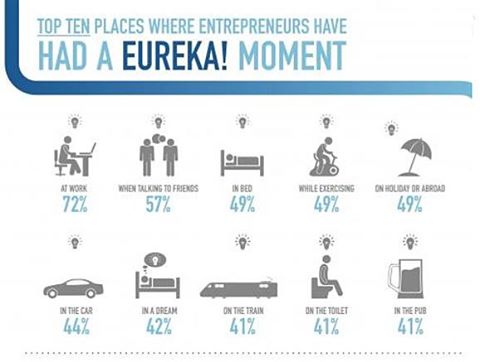 TOP TEN PLACES WHERE ENTREPRENEURS HAVE
HAD A EUREKA! MOMENT
AT WORK
72%
WHEN TALKING TO FRIENDS
57%
IN BED
49%
WHILE EXERCISING
49%
ON HOLIDAY OR ABROAD
49%
IN THE CAR
44%
IN A DREAM
42%
ON THE TRAIN
41%
ON THE TOILET
41%
IN THE PUB
41%